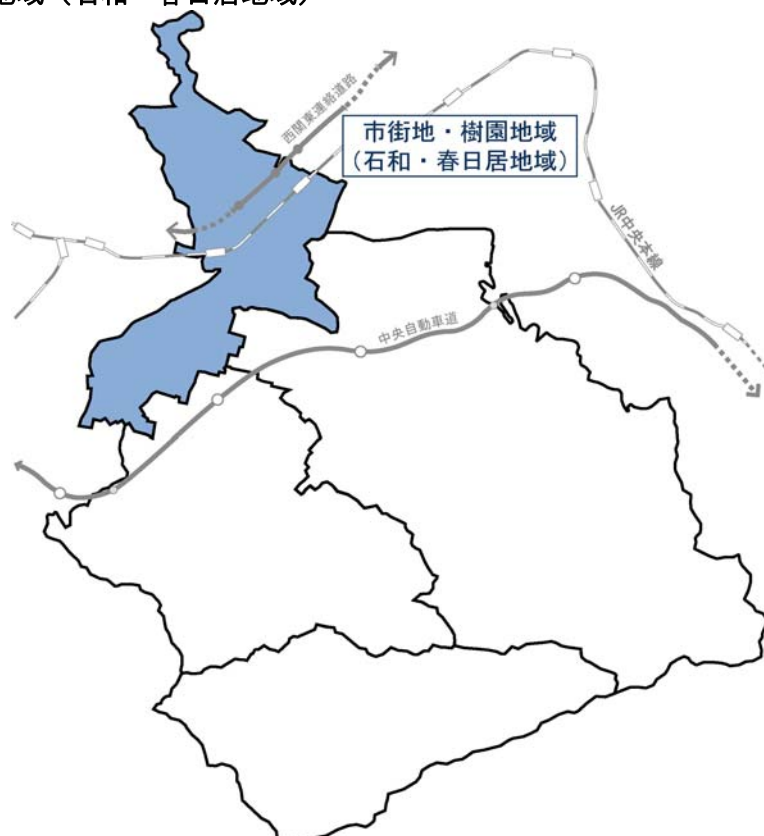 地域（石和・春日居地域）
西関東連絡道路
市街地・樹園地域
（石和・春日居地域）
JR中央本線
中央自動車道